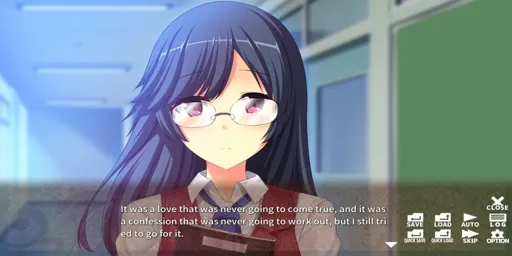 It was a love that was never going to come true, and it was
a confession that was never going to work out, but I still tri
ed to go for it.
CLOSE
SAVE LOAD AUTO LOG
QUICK SAVE QUICK LOAD SKIP OPTION